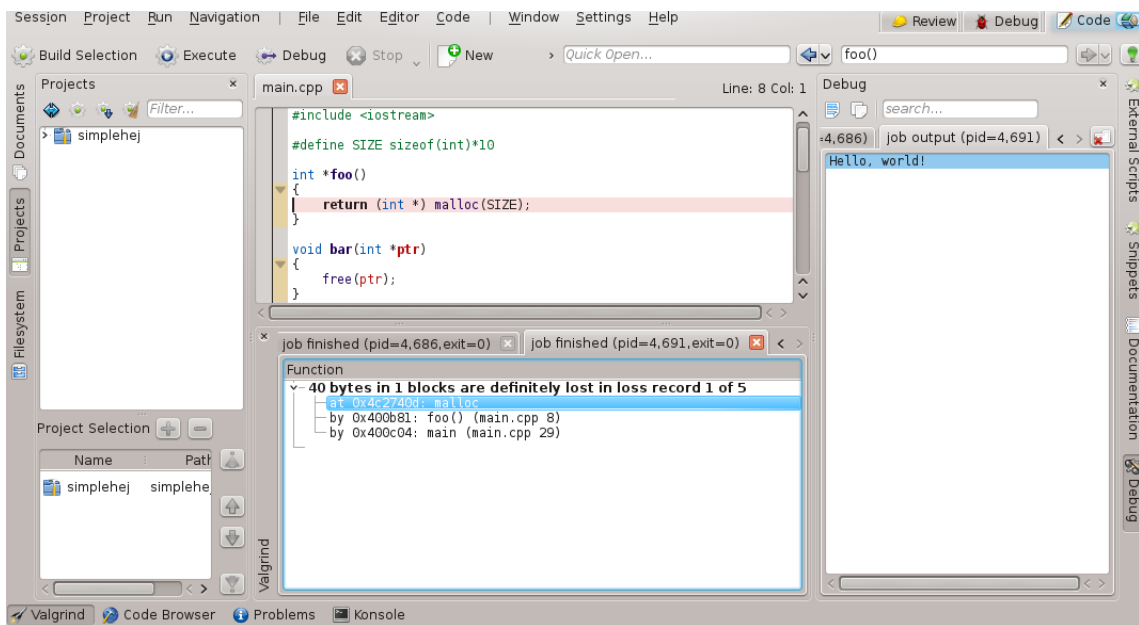 Session Project Run Navigation | File Edit Editor Code | Window Settings Help
Review Debug Code
Build Selection Execute Debug Stop New Quick Open... foo()
Documents
Projects
Filesystem
Projects
Filter...
simplehej
Project Selection
Name Path
simplehej simplehe
main.cpp Line: 8 Col: 1
#include <iostream>
#define SIZE sizeof(int)*10
int *foo()
{
return (int *) malloc(SIZE);
}
void bar(int *ptr)
{
free(ptr);
}
Valgrind
job finished (pid=4,686,exit=0) job finished (pid=4,691,exit=0)
Function
40 bytes in 1 blocks are definitely lost in loss record 1 of 5
at 0x4c2740d: malloc
by 0x400b81: foo() (main.cpp 8)
by 0x400c04: main (main.cpp 29)
Debug
search...
=4,686) job output (pid=4,691)
Hello, world!
External Scripts
Snippets
Documentation
Debug
Valgrind Code Browser Problems Konsole